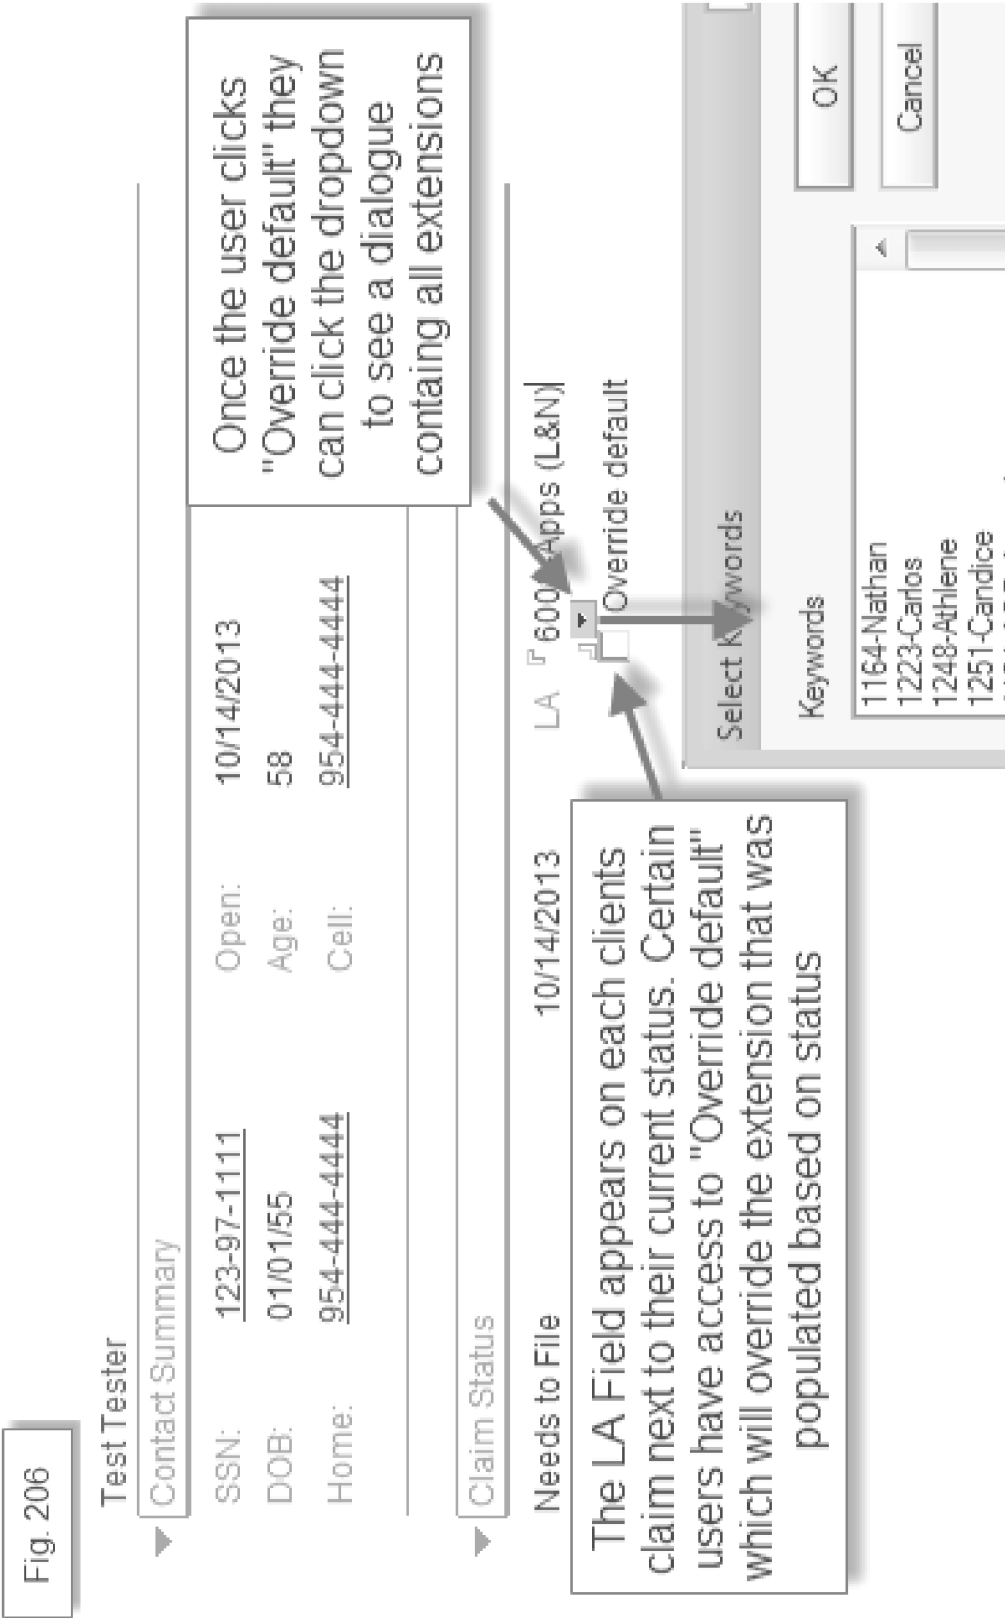 Fig. 206
Test Tester
Contact Summary
SSN: 123-97-1111 Open: 10/14/2013
DOB: 01/01/55 Age: 58
Home: 954-444-4444 Cell: 954-444-4444
Once the user clicks
"Override default" they
can click the dropdown
to see a dialogue
containg all extensions
Claim Status
Needs to File 10/14/2013 LA 600 Apps (L&N)
Override default
The LA Field appears on each clients
claim next to their current status. Certain
users have access to "Override default"
which will override the extension that was
populated based on status
Select Keywords
Keywords
1164-Nathan
1223-Carlos
1248-Athlene
1251-Candice
OK
Cancel